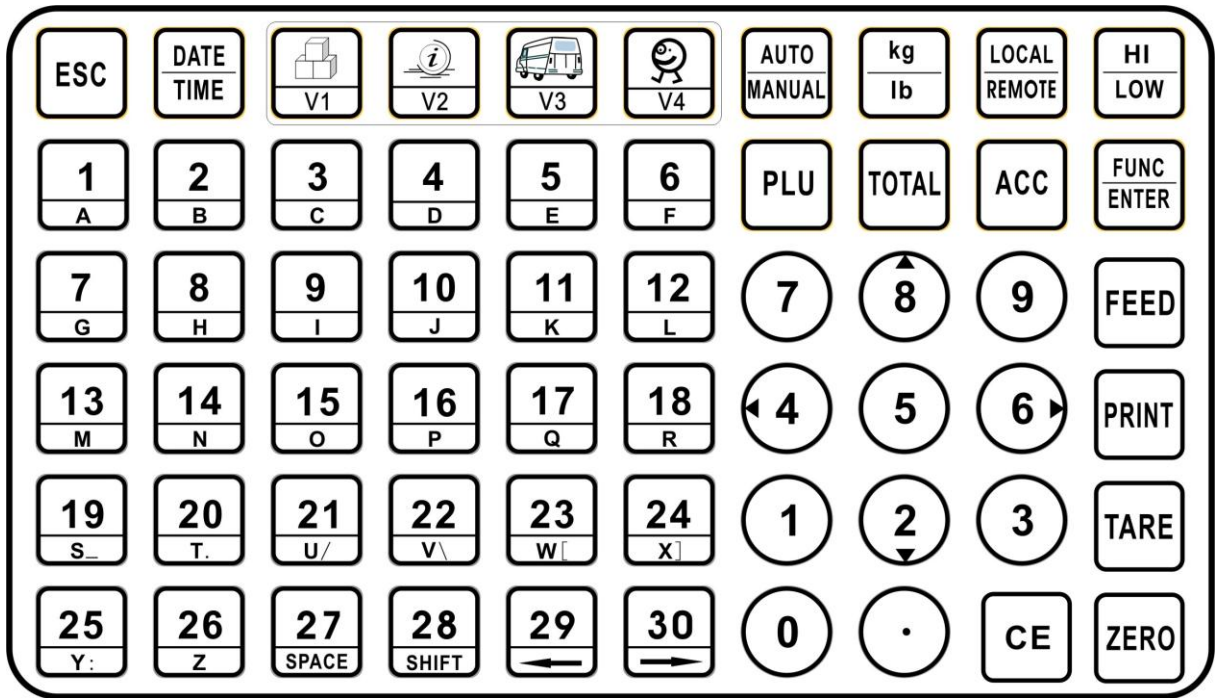 ESC DATE TIME V1 i V2 V3 V4 AUTO MANUAL kg lb LOCAL REMOTE HI LOW
1 A 2 B 3 C 4 D 5 E 6 F PLU TOTAL ACC FUNC ENTER
7 G 8 H 9 I 10 J 11 K 12 L 7 8 9 FEED
13 M 14 N 15 O 16 P 17 Q 18 R 4 5 6 PRINT
19 S_ 20 T. 21 U/ 22 V\ 23 W[ 24 X] 1 2 3 TARE
25 Y: 26 Z 27 SPACE 28 SHIFT 29 30 0 . CE ZERO